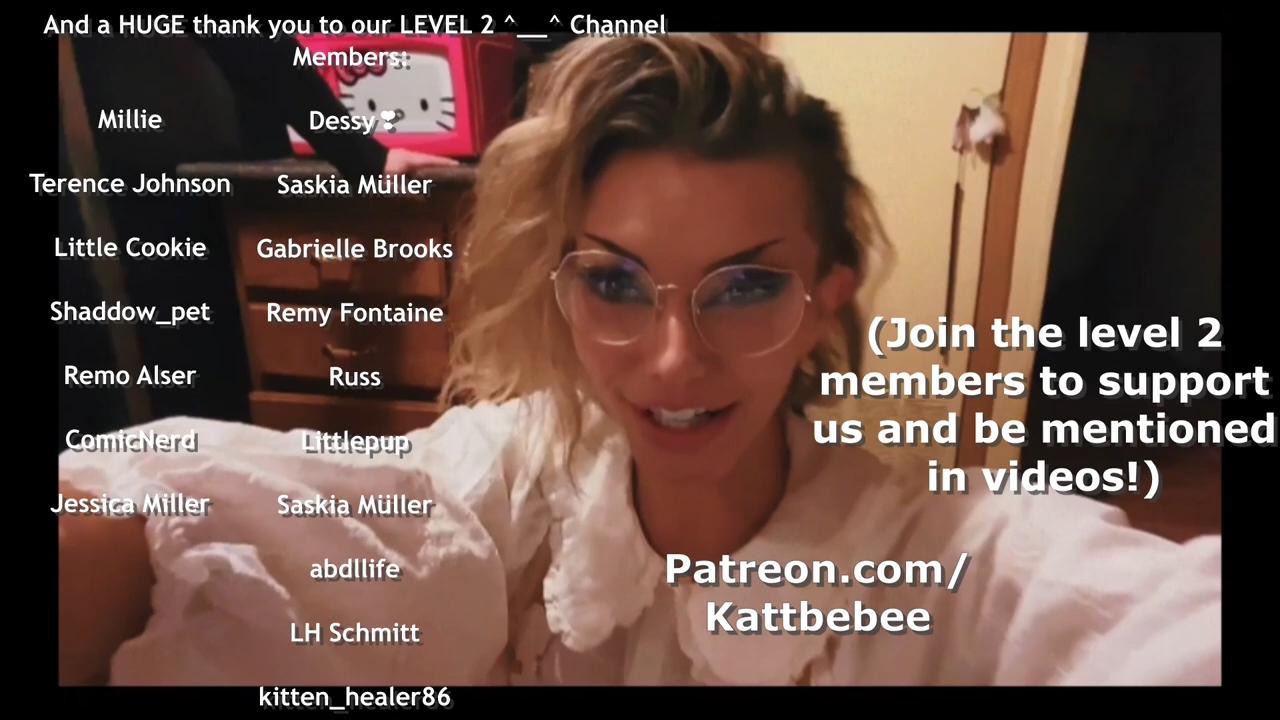 And a HUGE thank you to our LEVEL 2 ^__^ Channel
Members:
Millie
Terence Johnson
Little Cookie
Shaddow_pet
Remo Alser
ComicNerd
Jessica Miller
Dessy❣
Saskia Müller
Gabrielle Brooks
Remy Fontaine
Russ
Littlepup
Saskia Müller
abdllife
LH Schmitt
kitten_healer86
(Join the level 2
members to support
us and be mentioned
in videos!)
Patreon.com/
Kattbebee